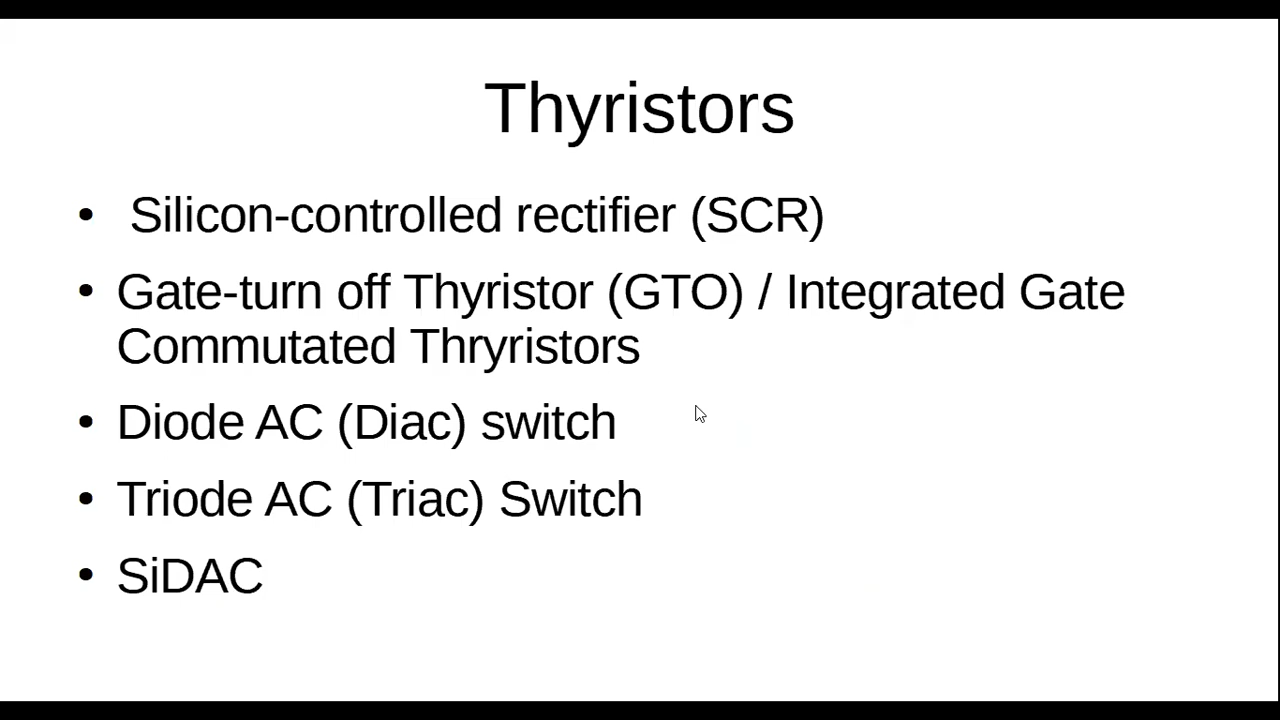 Thyristors
• Silicon-controlled rectifier (SCR)
• Gate-turn off Thyristor (GTO) / Integrated Gate
Commutated Thryristors
• Diode AC (Diac) switch
• Triode AC (Triac) Switch
• SiDAC